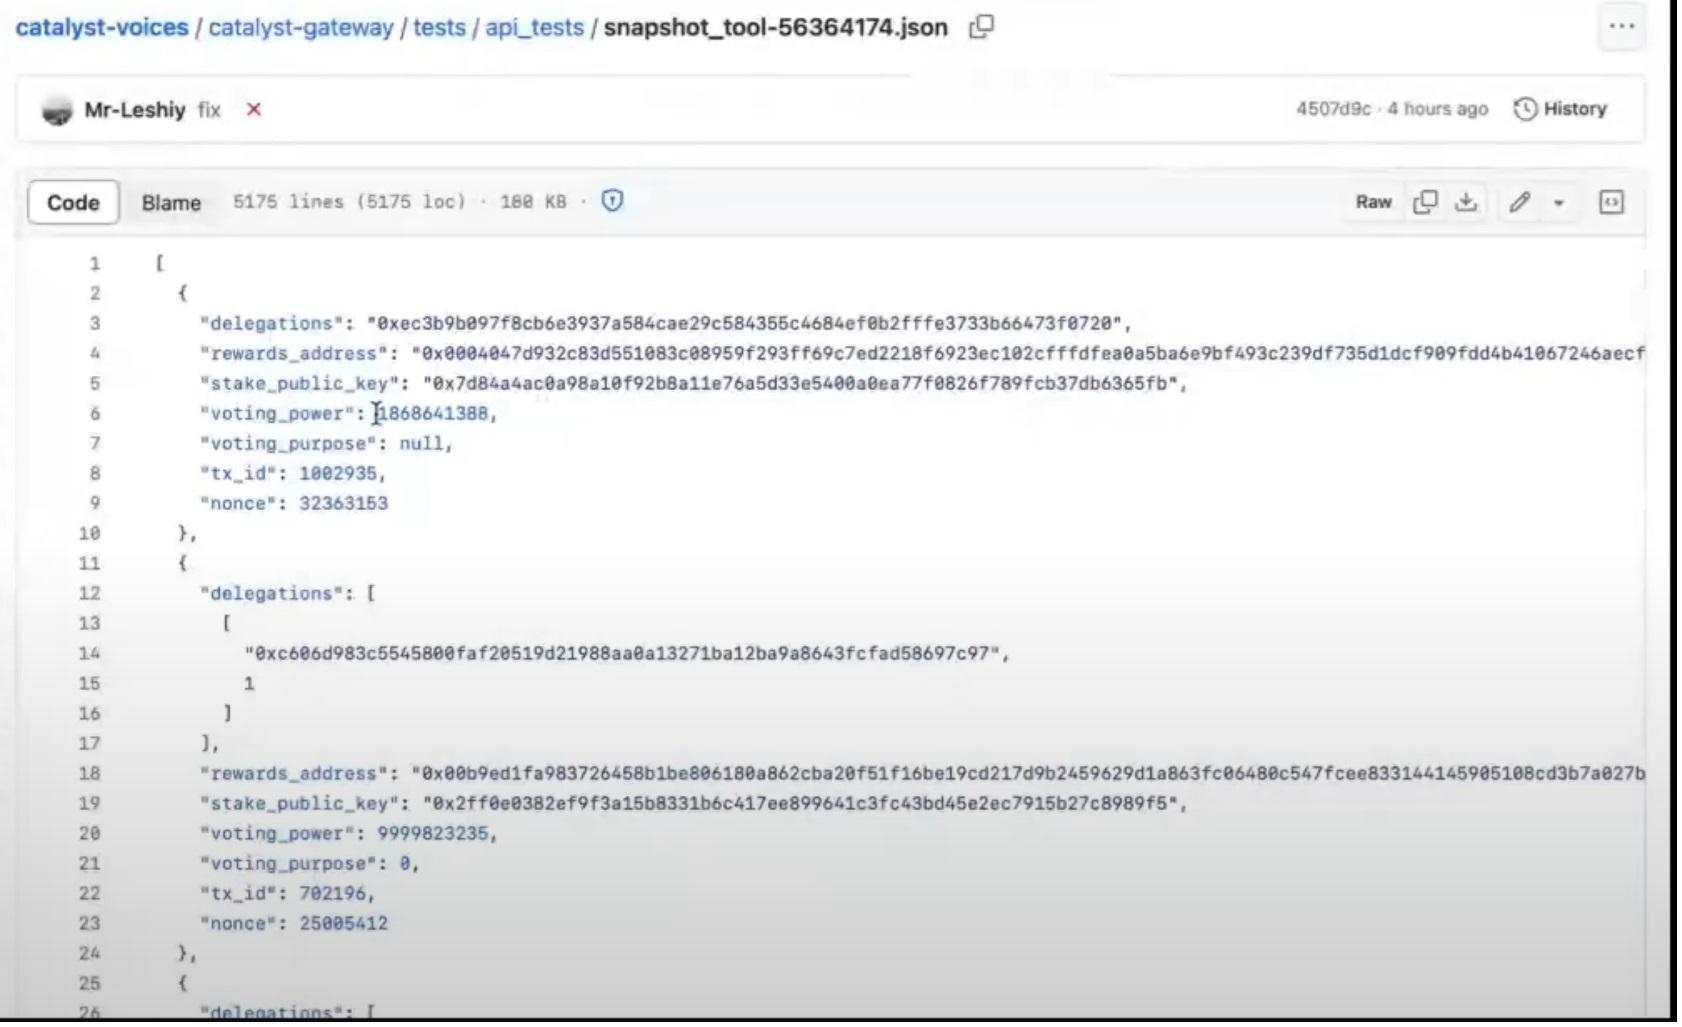 catalyst-voices / catalyst-gateway / tests / api_tests / snapshot_tool-56364174.json
Mr-Leshiy fix
4507d9c · 4 hours ago History
Code Blame 5175 lines (5175 loc) · 180 KB · Raw
1 [
2 {
3 "delegations": "0xec3b9b097f8cb6e3937a584cae29c584355c4684ef0b2fffe3733b66473f0720",
4 "rewards_address": "0x0004047d932c83d551083c08959f293ff69c7ed2218f6923ec102cfffdfea0a5ba6e9bf493c239df735d1dcf909fdd4b41067246aecf
5 "stake_public_key": "0x7d84a4ac0a98a10f92b8a11e76a5d33e5400a0ea77f0826f789fcb37db6365fb",
6 "voting_power": 1868641388,
7 "voting_purpose": null,
8 "tx_id": 1002935,
9 "nonce": 32363153
10 },
11 {
12 "delegations": [
13 [
14 "0xc606d983c5545800faf20519d21988aa0a13271ba12ba9a8643fcfad58697c97",
15 1
16 ]
17 ],
18 "rewards_address": "0x00b9ed1fa983726458b1be806180a862cba20f51f16be19cd217d9b2459629d1a863fc06480c547fcee833144145905108cd3b7a027b
19 "stake_public_key": "0x2ff0e0382ef9f3a15b8331b6c417ee899641c3fc43bd45e2ec7915b27c8989f5",
20 "voting_power": 9999823235,
21 "voting_purpose": 0,
22 "tx_id": 702196,
23 "nonce": 25005412
24 },
25 {
26 "delegations": [